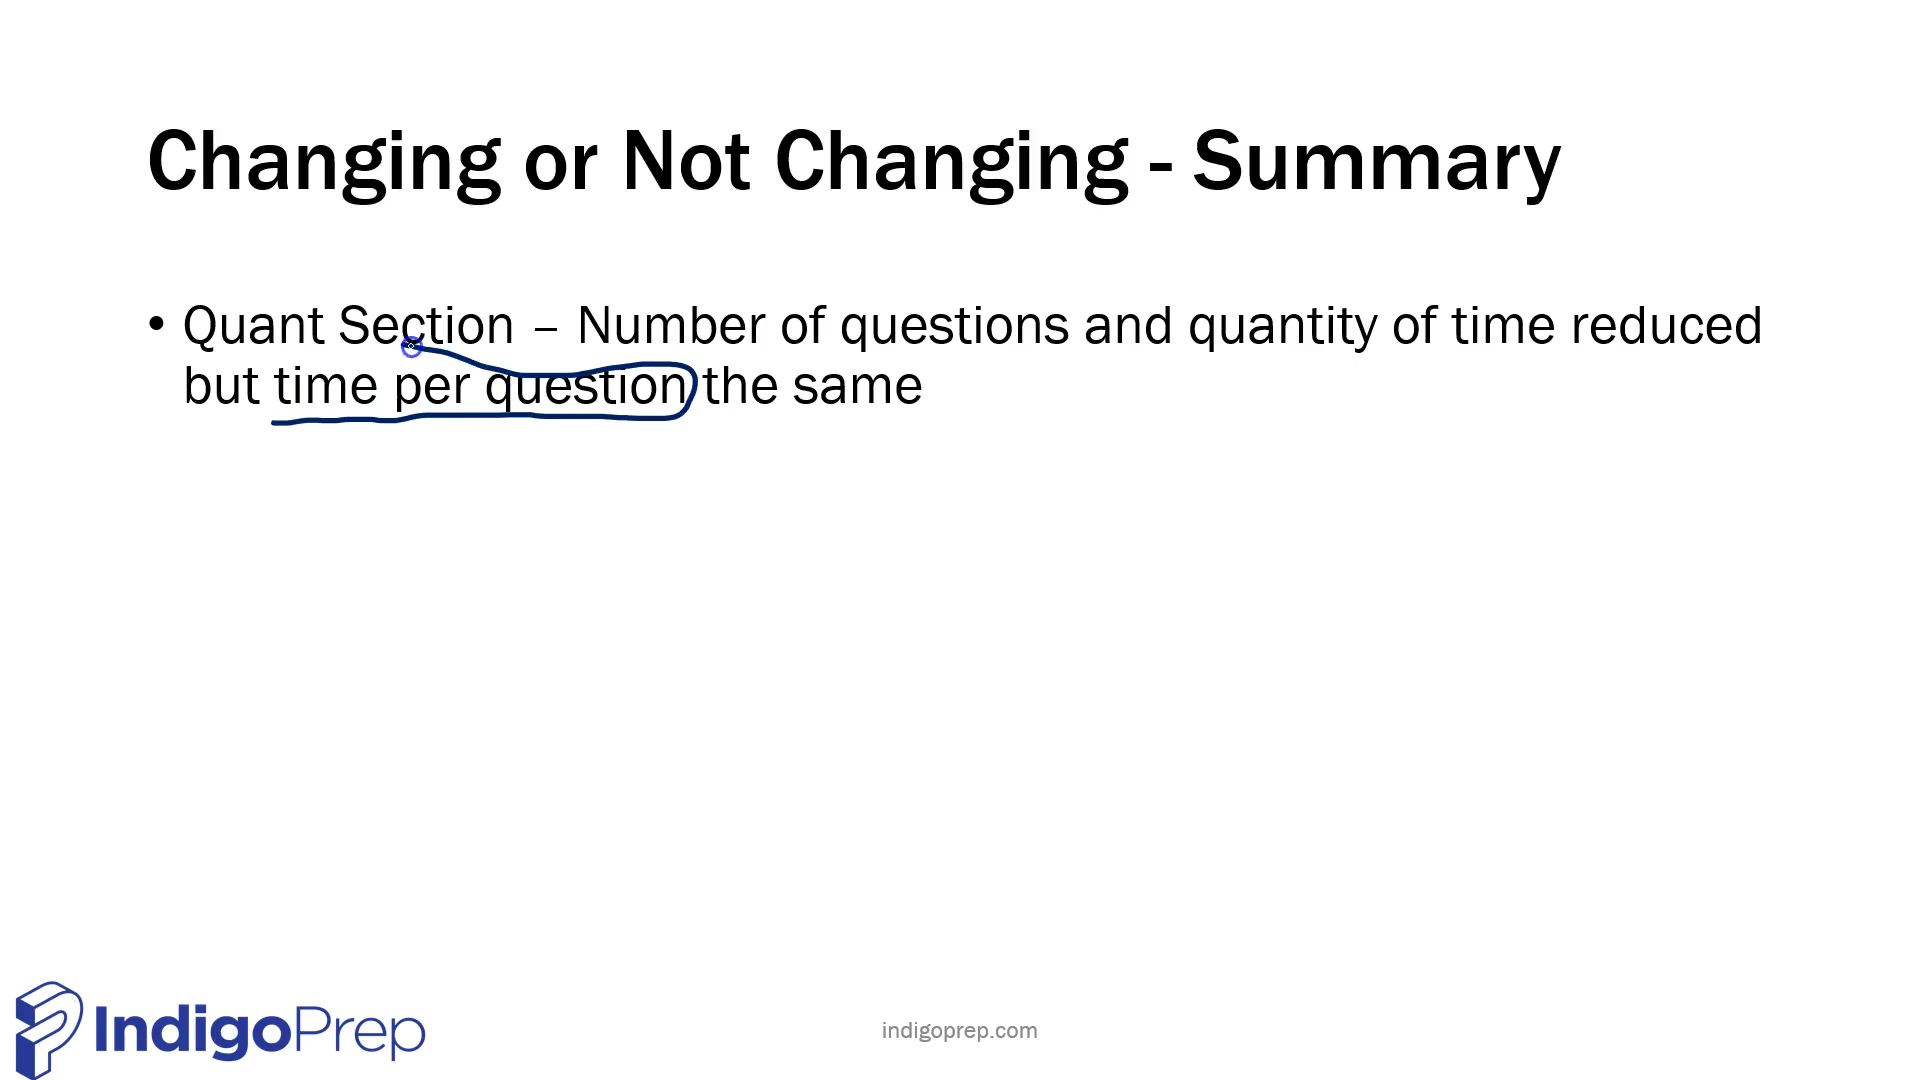 Changing or Not Changing - Summary
• Quant Section – Number of questions and quantity of time reduced
but time per question the same
IndigoPrep
indigoprep.com